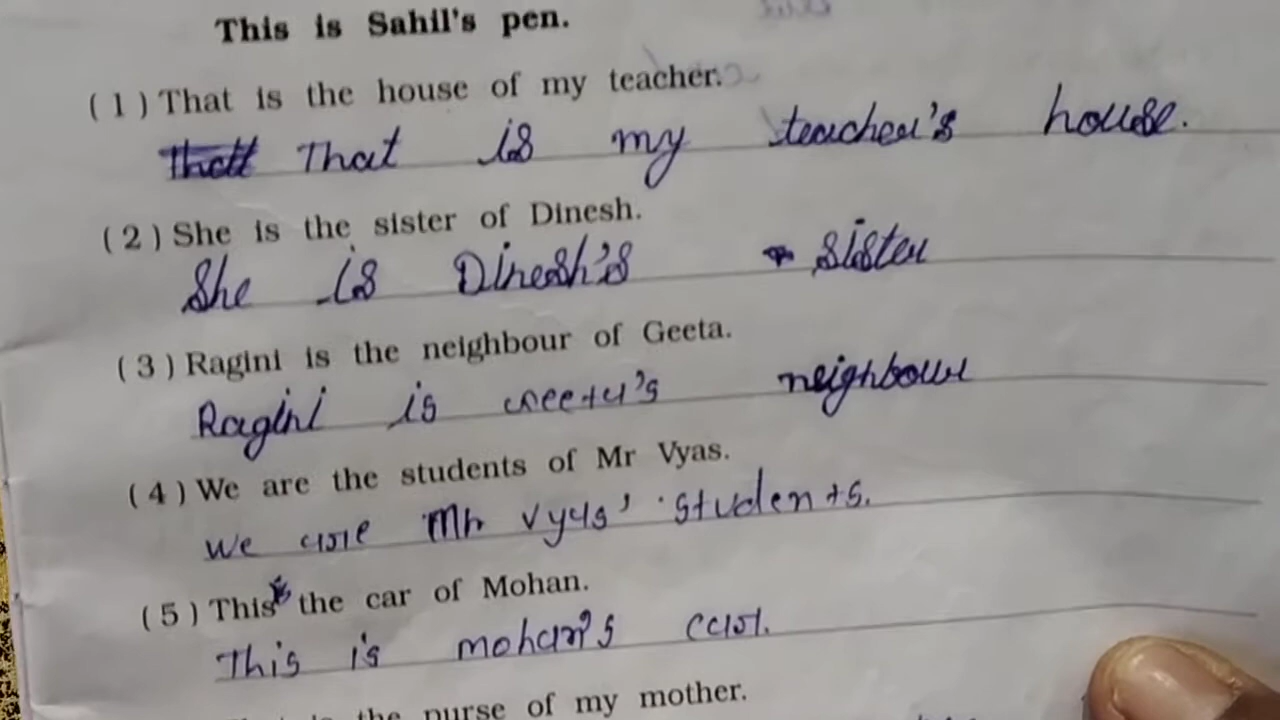 This is Sahil's pen.
(1) That is the house of my teacher.
That is my teacher's house.
(2) She is the sister of Dinesh.
She is Dinesh's sister
(3) Ragini is the neighbour of Geeta.
Ragini is Geeta's neighbour
(4) We are the students of Mr Vyas.
We are Mr Vyas' students.
(5) This is the car of Mohan.
This is mohan's car.
the purse of my mother.